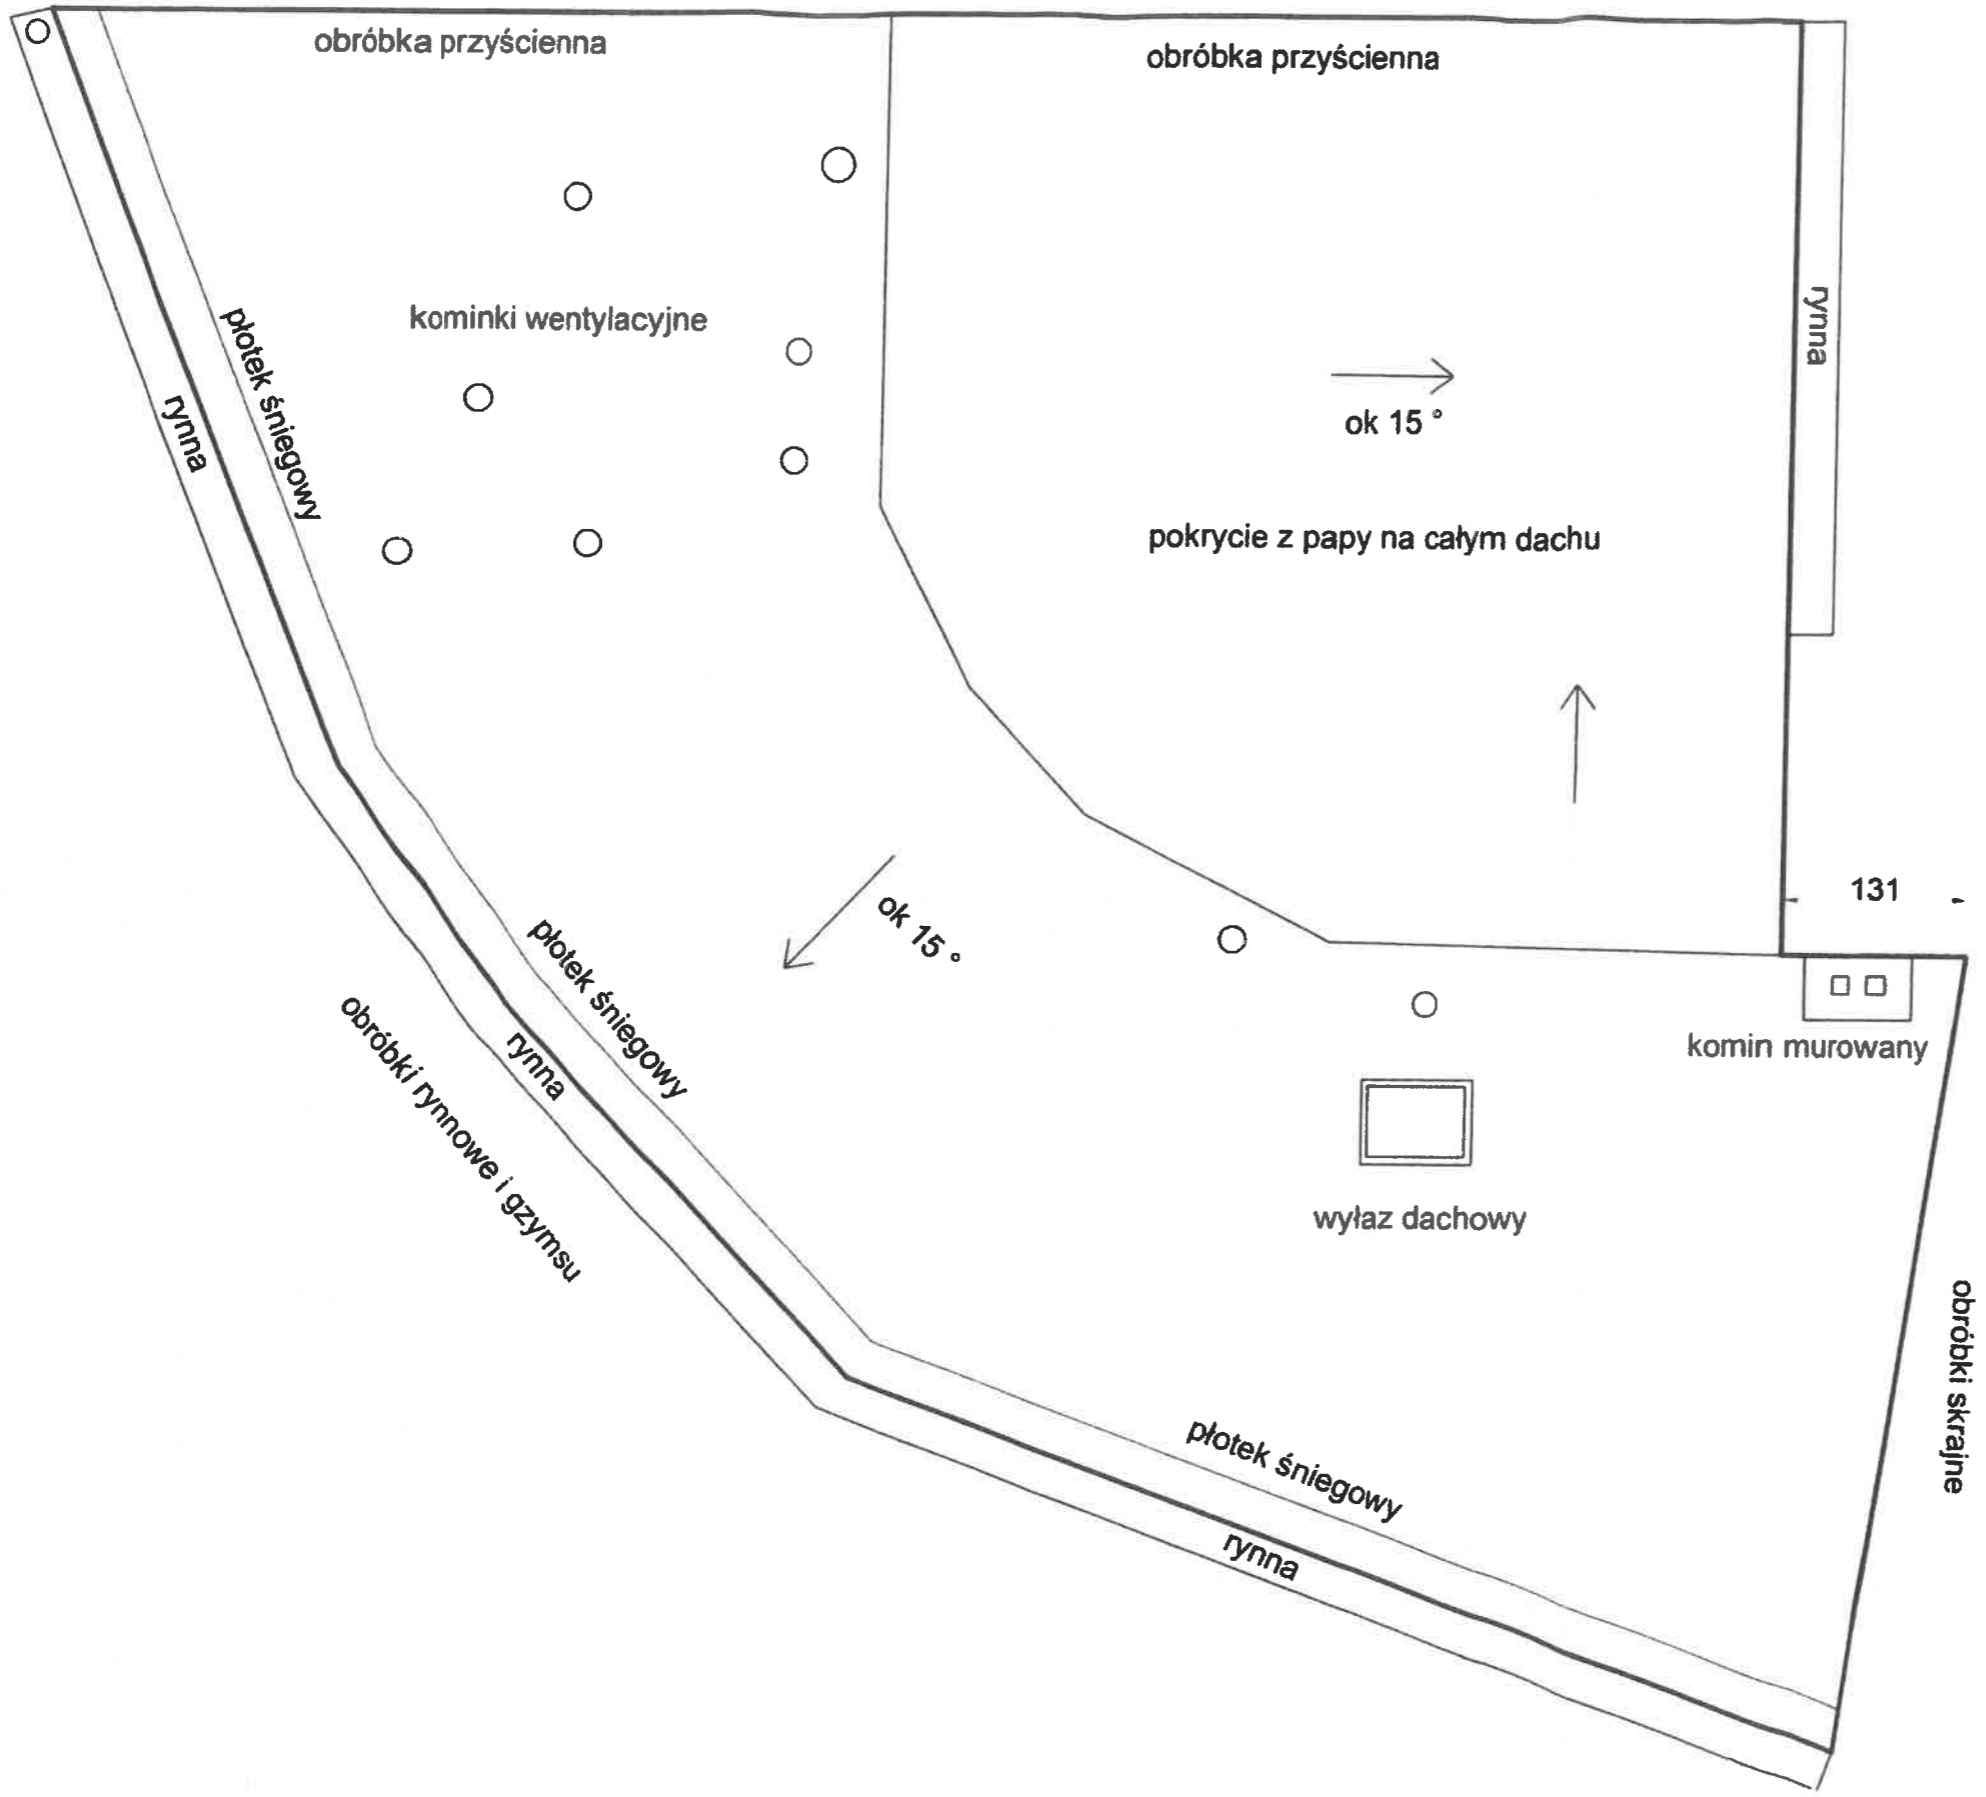 obróbka przyścienna
obróbka przyścienna
kominki wentylacyjne
płotek śniegowy
rynna
rynna
ok 15 °
pokrycie z papy na całym dachu
131
ok 15 °
płotek śniegowy
rynna
obróbki rynnowe i gzymsu
komin murowany
wyłaz dachowy
obróbki skrajne
płotek śniegowy
rynna